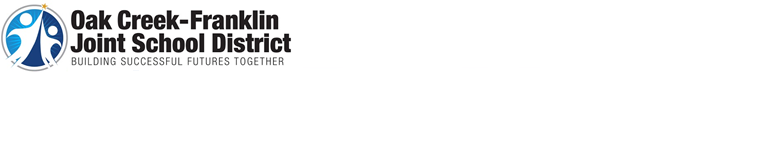 Oak Creek-Franklin
Joint School District
BUILDING SUCCESSFUL FUTURES TOGETHER